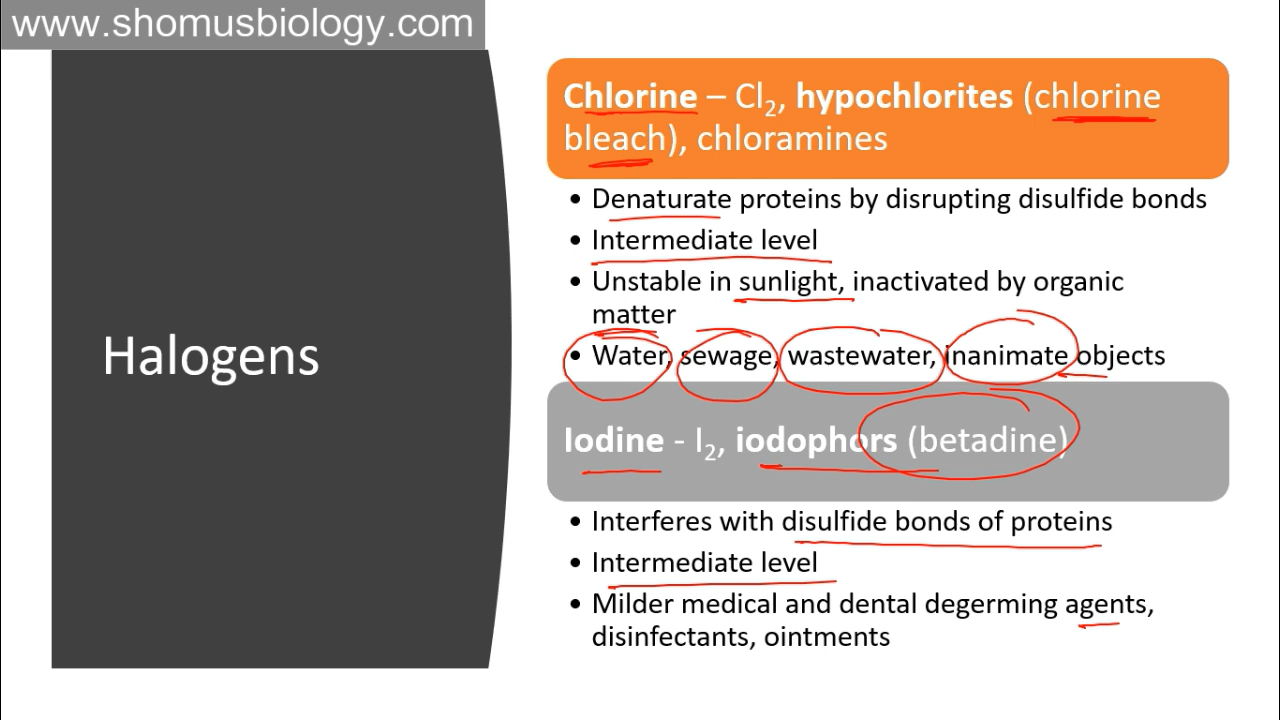 www.shomusbiology.com
Halogens
Chlorine – Cl₂, hypochlorites (chlorine
bleach), chloramines
• Denaturate proteins by disrupting disulfide bonds
• Intermediate level
• Unstable in sunlight, inactivated by organic
matter
• Water, sewage, wastewater, inanimate objects
Iodine - I₂, iodophors (betadine)
• Interferes with disulfide bonds of proteins
• Intermediate level
• Milder medical and dental degerming agents,
disinfectants, ointments